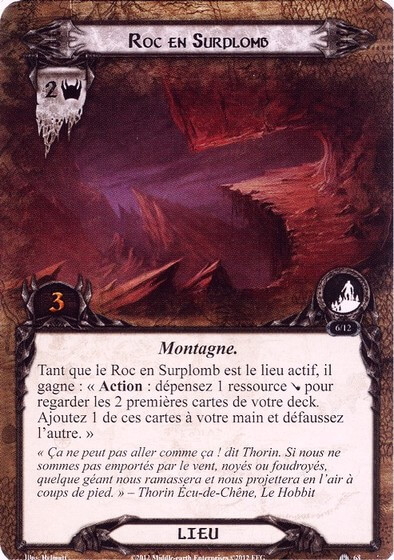 Roc en Surplomb
2
3
6/12
Montagne.
Tant que le Roc en Surplomb est le lieu actif, il
gagne : « Action : dépensez 1 ressource pour
regarder les 2 premières cartes de votre deck.
Ajoutez 1 de ces cartes à votre main et défaussez
l'autre. »
« Ça ne peut pas aller comme ça ! dit Thorin. Si nous ne
sommes pas emportés par le vent, noyés ou foudroyés,
quelque géant nous ramassera et nous projettera en l'air à
coups de pied. » – Thorin Écu-de-Chêne, Le Hobbit
LIEU
Middle-earth Enterprises ©2012 FFG
68